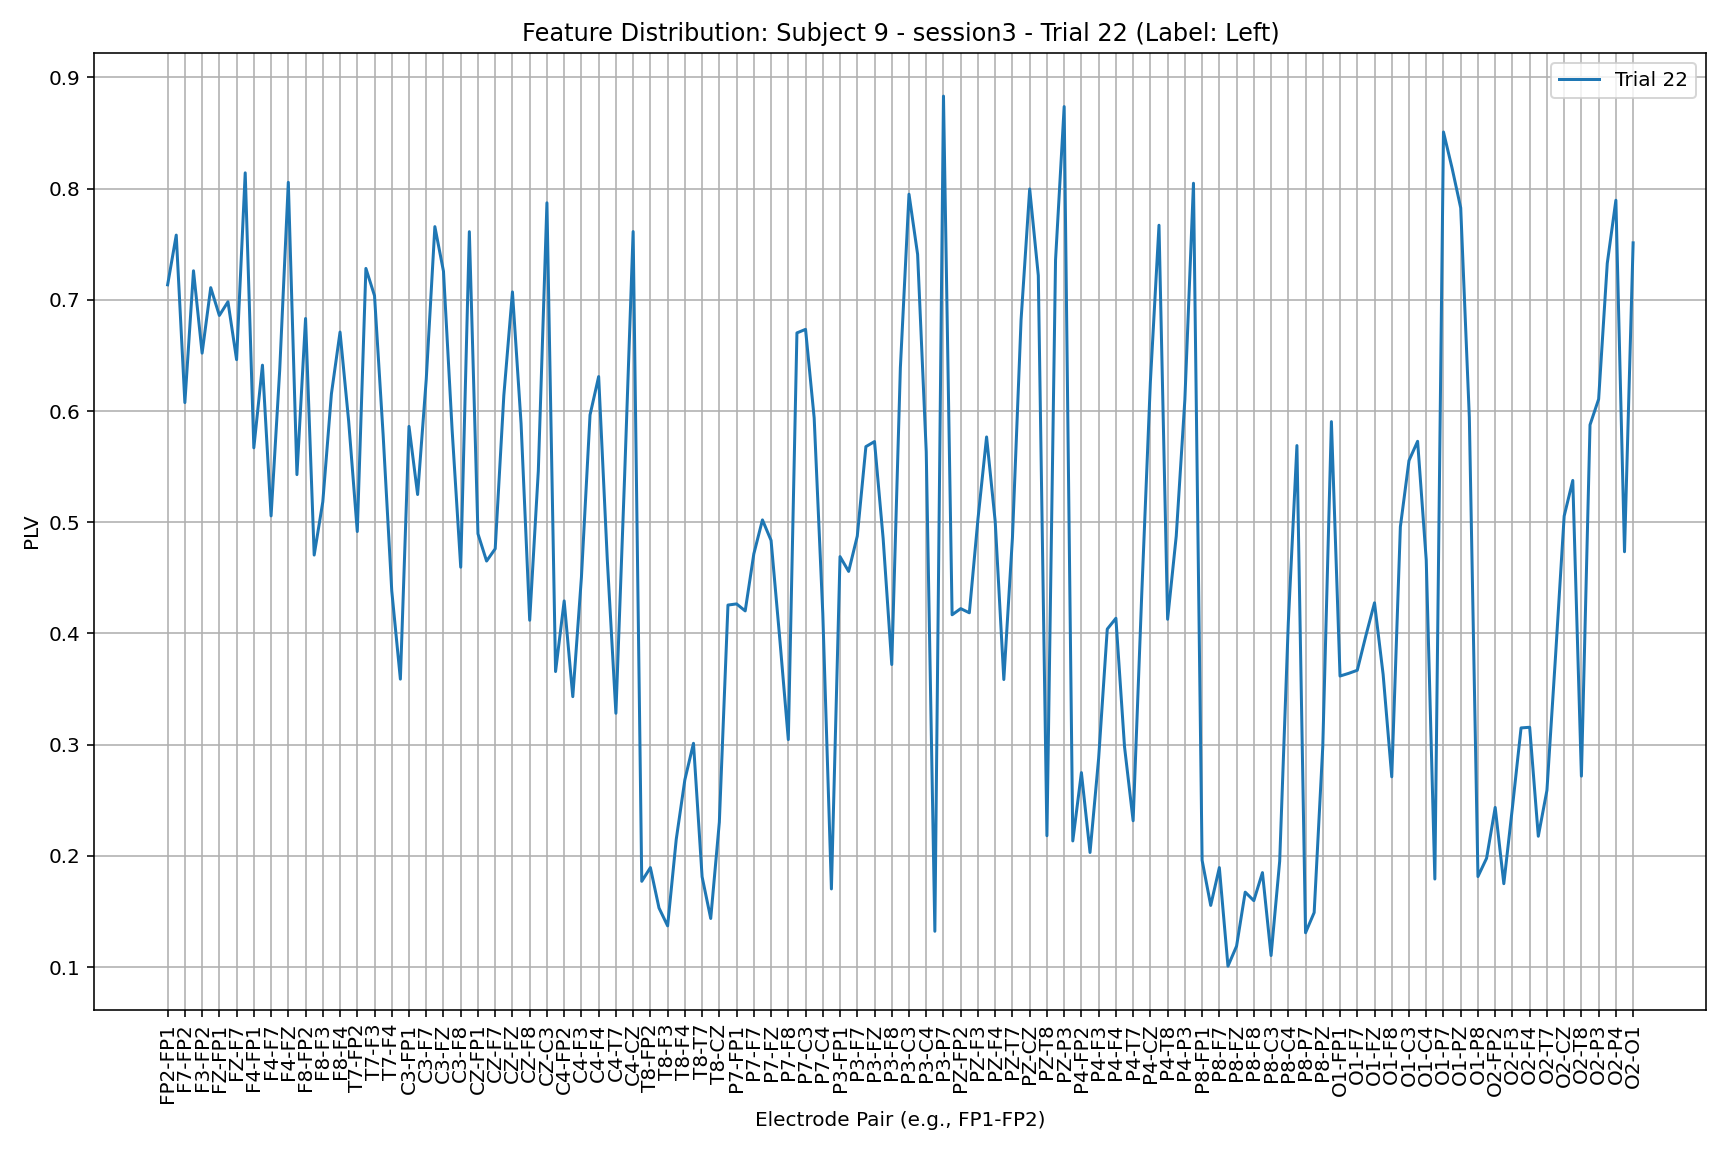 Feature Distribution: Subject 9 - session3 - Trial 22 (Label: Left)
Trial 22
PLV
0.9
0.8
0.7
0.6
0.5
0.4
0.3
0.2
0.1
FP2-FP1
F7-FP2
F3-FP2
FZ-FP1
FZ-F7
F4-FP1
F4-F7
F4-FZ
F8-FP2
F8-F3
F8-F4
T7-FP2
T7-F3
T7-F4
C3-FP1
C3-F7
C3-FZ
C3-F8
CZ-FP1
CZ-F7
CZ-FZ
CZ-F8
CZ-C3
C4-FP2
C4-F3
C4-F4
C4-T7
C4-CZ
T8-FP2
T8-F3
T8-F4
T8-T7
T8-CZ
P7-FP1
P7-F7
P7-FZ
P7-F8
P7-C3
P7-C4
P3-FP1
P3-F7
P3-FZ
P3-F8
P3-C3
P3-C4
P3-P7
PZ-FP2
PZ-F3
PZ-F4
PZ-T7
PZ-CZ
PZ-T8
PZ-P3
P4-FP2
P4-F3
P4-F4
P4-T7
P4-CZ
P4-T8
P4-P3
P8-FP1
P8-F7
P8-FZ
P8-F8
P8-C3
P8-C4
P8-P7
P8-PZ
O1-FP1
O1-F7
O1-FZ
O1-F8
O1-C3
O1-C4
O1-P7
O1-PZ
O1-P8
O2-FP2
O2-F3
O2-F4
O2-T7
O2-CZ
O2-T8
O2-P3
O2-P4
O2-O1
Electrode Pair (e.g., FP1-FP2)